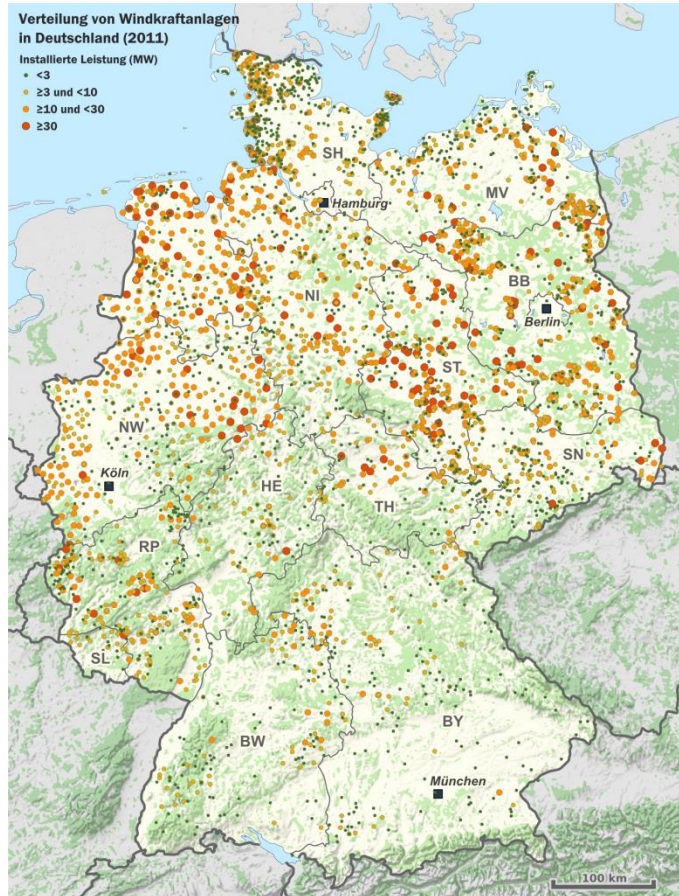 Verteilung von Windkraftanlagen
in Deutschland (2011)
Installierte Leistung (MW)
<3
≥3 und <10
≥10 und <30
≥30
SH
Hamburg
MV
NI
BB
Berlin
ST
NW
Köln
HE
TH
SN
RP
SL
BW
BY
München
100 km